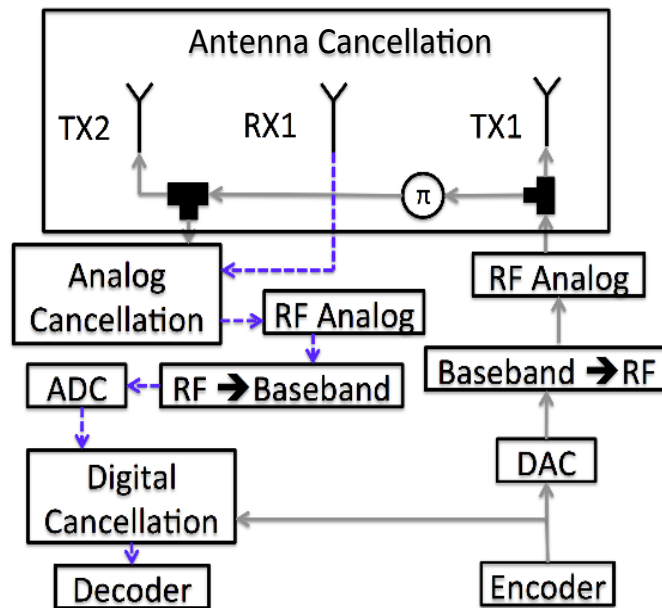 Antenna Cancellation
TX2
RX1
TX1
π
Analog
Cancellation
RF Analog
RF Analog
ADC
RF ➔ Baseband
Baseband ➔ RF
Digital
Cancellation
DAC
Decoder
Encoder